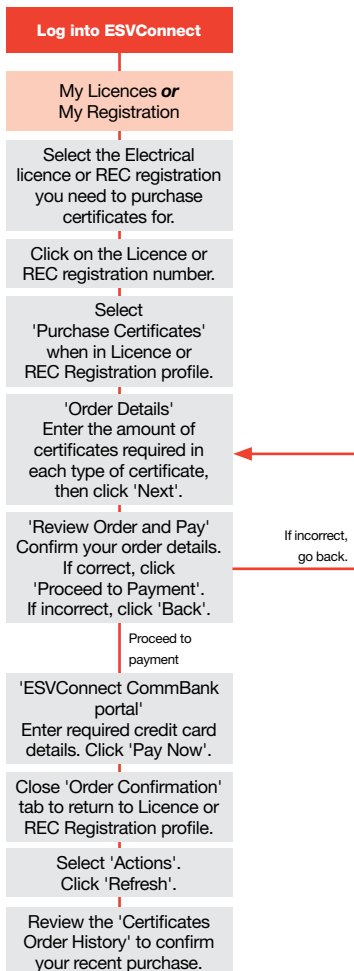 Log into ESVConnect
My Licences or
My Registration
Select the Electrical
licence or REC registration
you need to purchase
certificates for.
Click on the Licence or
REC registration number.
Select
'Purchase Certificates'
when in Licence or
REC Registration profile.
'Order Details'
Enter the amount of
certificates required in
each type of certificate,
then click 'Next'.
'Review Order and Pay'
Confirm your order details.
If correct, click
'Proceed to Payment'.
If incorrect, click 'Back'.
If incorrect,
go back.
Proceed to
payment
'ESVConnect CommBank
portal'
Enter required credit card
details. Click 'Pay Now'.
Close 'Order Confirmation'
tab to return to Licence or
REC Registration profile.
Select 'Actions'.
Click 'Refresh'.
Review the 'Certificates
Order History' to confirm
your recent purchase.